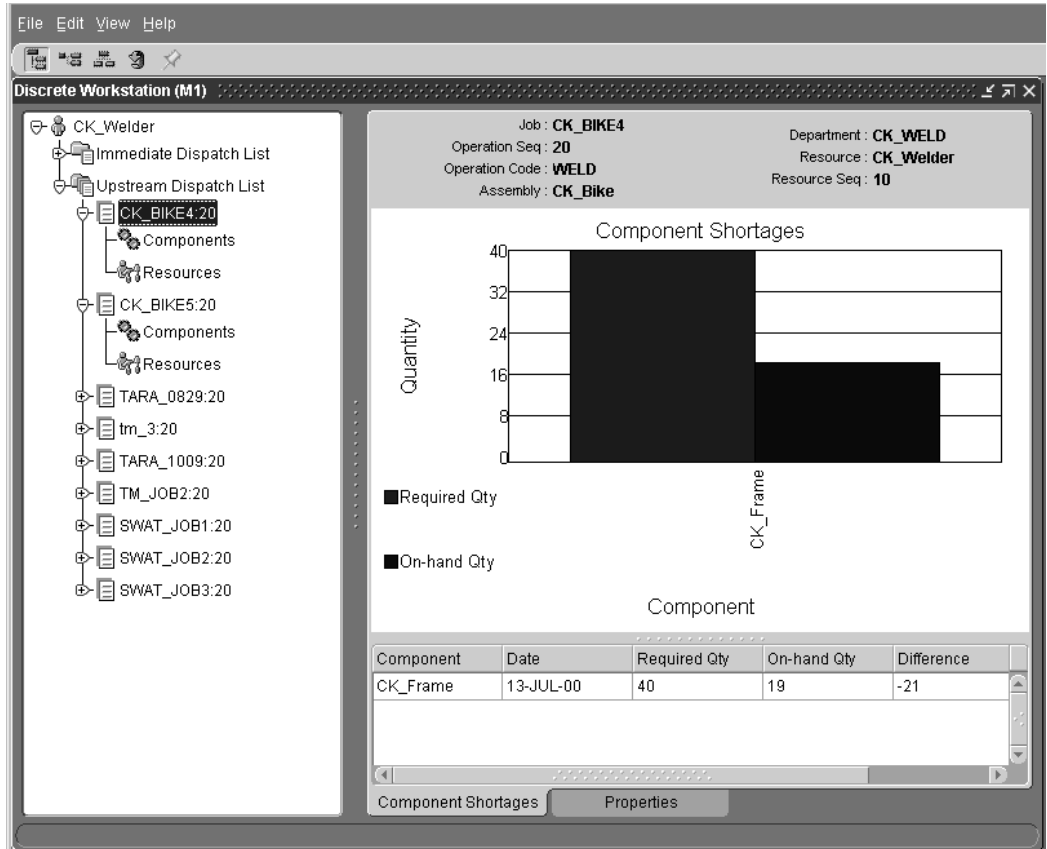 File Edit View Help
Discrete Workstation (M1)
CK_Welder
Immediate Dispatch List
Upstream Dispatch List
CK_BIKE4:20
Components
Resources
CK_BIKE5:20
Components
Resources
TARA_0829:20
tm_3:20
TARA_1009:20
TM_JOB2:20
SWAT_JOB1:20
SWAT_JOB2:20
SWAT_JOB3:20
Job : CK_BIKE4
Operation Seq : 20
Operation Code : WELD
Assembly : CK_Bike
Department : CK_WELD
Resource : CK_Welder
Resource Seq : 10
Component Shortages
Quantity
40
32
24
16
8
0
CK_Frame
Required Qty
On-hand Qty
Component
Component Date Required Qty On-hand Qty Difference
CK_Frame 13-JUL-00 40 19 -21
Component Shortages Properties